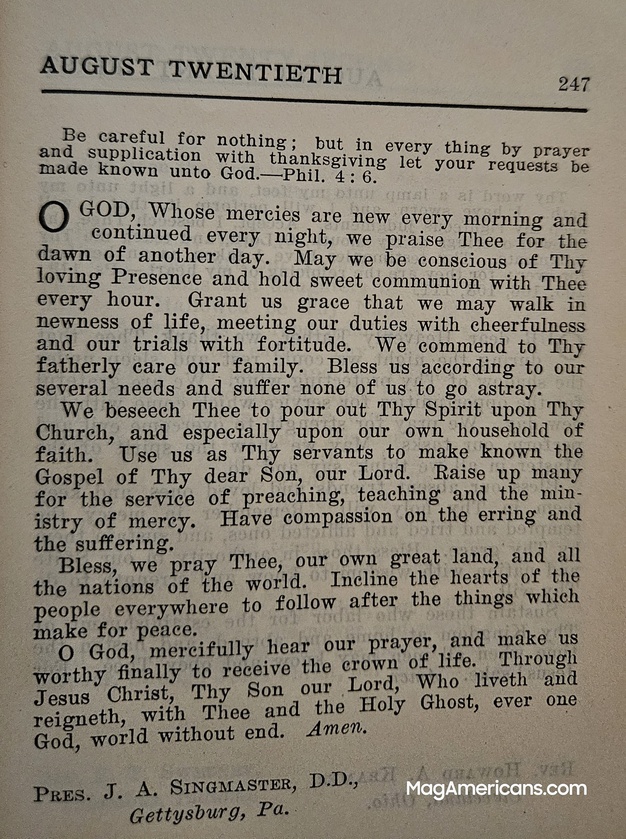 AUGUST TWENTIETH 247
Be careful for nothing; but in every thing by prayer
and supplication with thanksgiving let your requests be
made known unto God.—Phil. 4: 6.
O GOD, Whose mercies are new every morning and
continued every night, we praise Thee for the
dawn of another day. May we be conscious of Thy
loving Presence and hold sweet communion with Thee
every hour. Grant us grace that we may walk in
newness of life, meeting our duties with cheerfulness
and our trials with fortitude. We commend to Thy
fatherly care our family. Bless us according to our
several needs and suffer none of us to go astray.
We beseech Thee to pour out Thy Spirit upon Thy
Church, and especially upon our own household of
faith. Use us as Thy servants to make known the
Gospel of Thy dear Son, our Lord. Raise up many
for the service of preaching, teaching and the min-
istry of mercy. Have compassion on the erring and
the suffering.
Bless, we pray Thee, our own great land, and all
the nations of the world. Incline the hearts of the
people everywhere to follow after the things which
make for peace.
O God, mercifully hear our prayer, and make us
worthy finally to receive the crown of life. Through
Jesus Christ, Thy Son our Lord, Who liveth and
reigneth, with Thee and the Holy Ghost, ever one
God, world without end. Amen.
PRES. J. A. SINGMASTER, D.D.,
Gettysburg, Pa.
MagAmericans.com